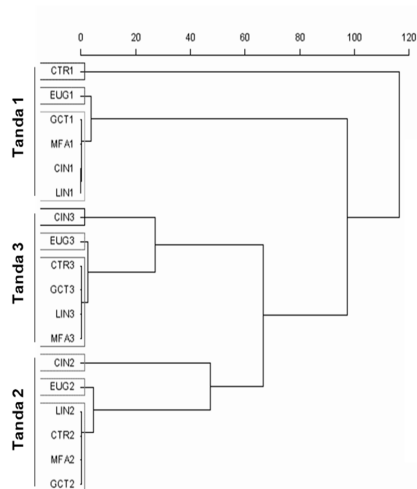 0 20 40 60 80 100 120
Tanda 1
CTR1
EUG1
GCT1
MFA1
CIN1
LIN1
Tanda 3
CIN3
EUG3
CTR3
GCT3
LIN3
MFA3
Tanda 2
CIN2
EUG2
LIN2
CTR2
MFA2
GCT2